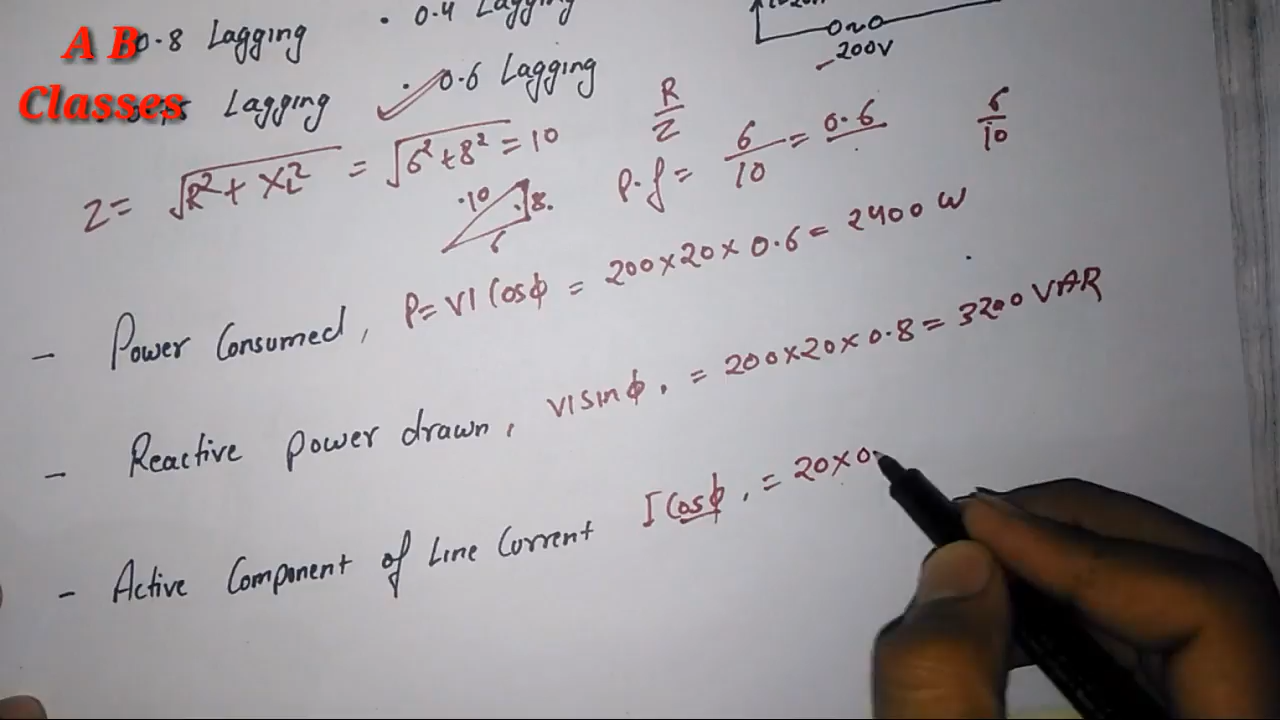 0.8 Lagging
. 0.4 Lagging
A B
Classes
Lagging
. 0.6 Lagging
200V
Z = √R² + XL² = √6² + 8² = 10
R/Z
P.f = 6/10 = 0.6
6/10
10
8
6
- Power Consumed, P = VI Cosϕ = 200 × 20 × 0.6 = 2400 W
- Reactive power drawn, VI sinϕ, = 200×20×0.8 = 3200 VAR
- Active Component of Line Current I Cosϕ, = 20×0.